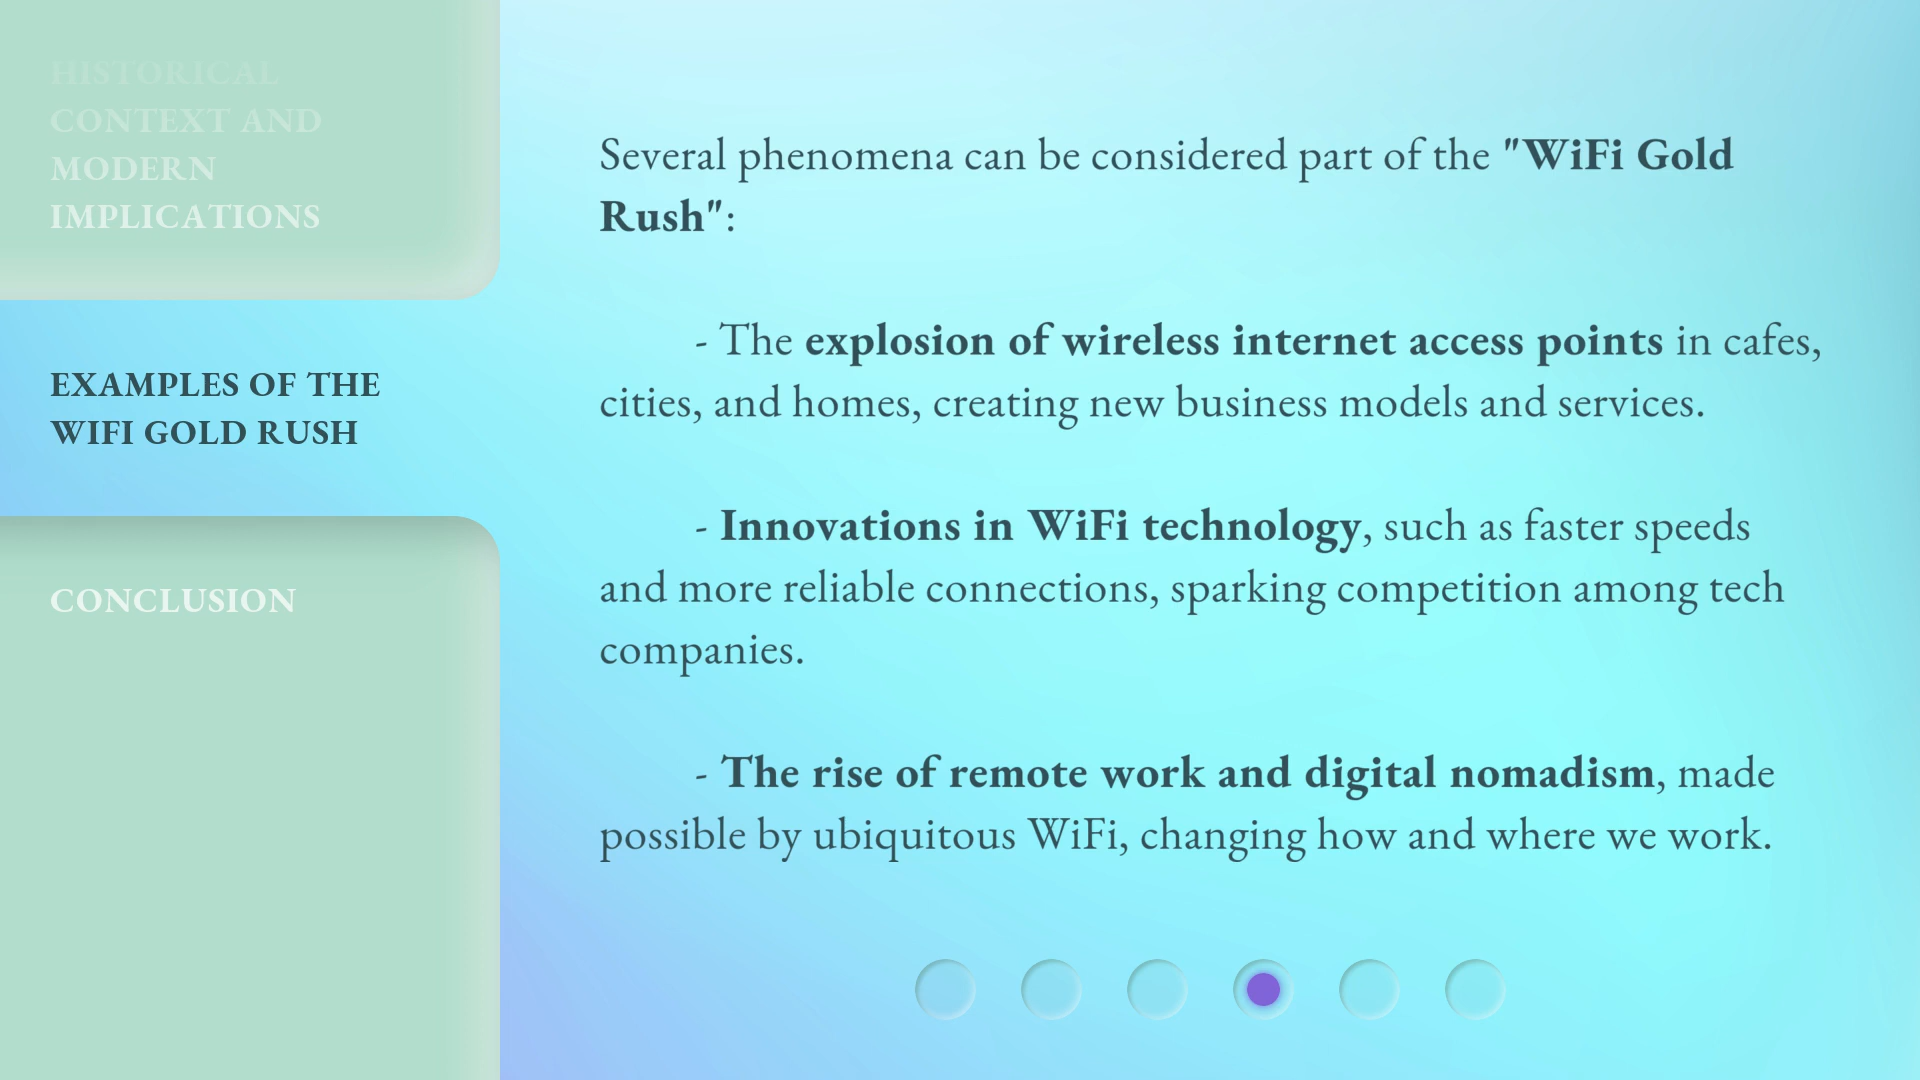 HISTORICAL
CONTEXT AND
MODERN
IMPLICATIONS
EXAMPLES OF THE
WIFI GOLD RUSH
CONCLUSION
Several phenomena can be considered part of the "WiFi Gold
Rush":
- The explosion of wireless internet access points in cafes,
cities, and homes, creating new business models and services.
- Innovations in WiFi technology, such as faster speeds
and more reliable connections, sparking competition among tech
companies.
- The rise of remote work and digital nomadism, made
possible by ubiquitous WiFi, changing how and where we work.